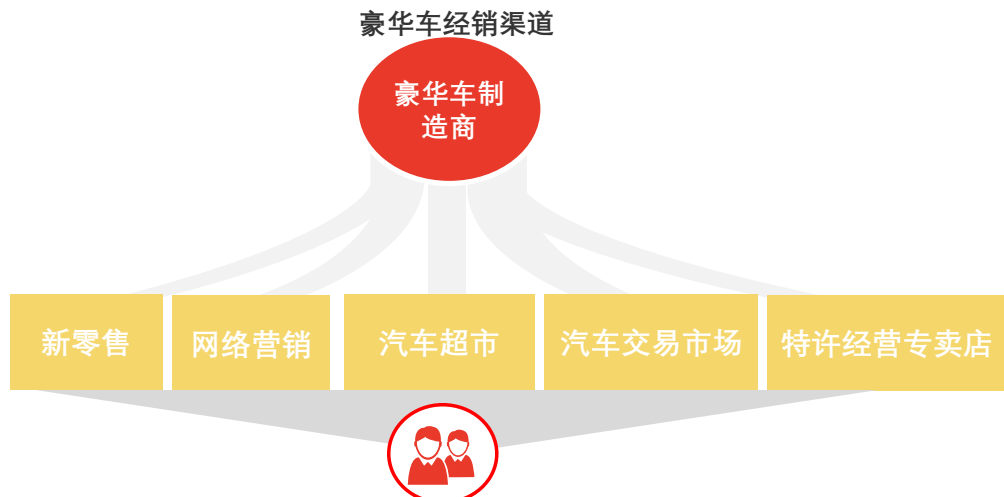 豪华车经销渠道
豪华车制
造商
新零售
网络营销
汽车超市
汽车交易市场
特许经营专卖店